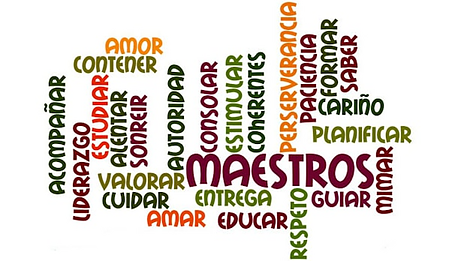 AMOR
CONTENER
ACOMPAÑAR
LIDERAZGO
ESTUDIAR
ALENTAR
SONREIR
AUTORIDAD
CONSOLAR
ESTIMULAR
COHERENTES
PERSERVERANCIA
PACIENCIA
FORMAR
SABER
CARIÑO
PLANIFICAR
MAESTROS
VALORAR
CUIDAR
ENTREGA
AMAR
EDUCAR
RESPETO
GUIAR
MIMAR